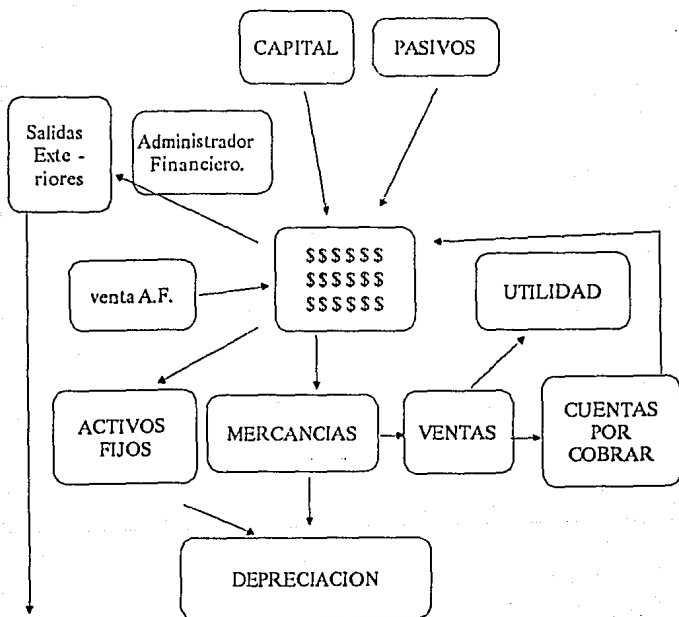 CAPITAL
PASIVOS
Salidas
Exte -
riores
Administrador
Financiero.
$$$$$$
$$$$$$
$$$$$$
venta A.F.
UTILIDAD
ACTIVOS
FIJOS
MERCANCIAS
VENTAS
CUENTAS
POR
COBRAR
DEPRECIACION